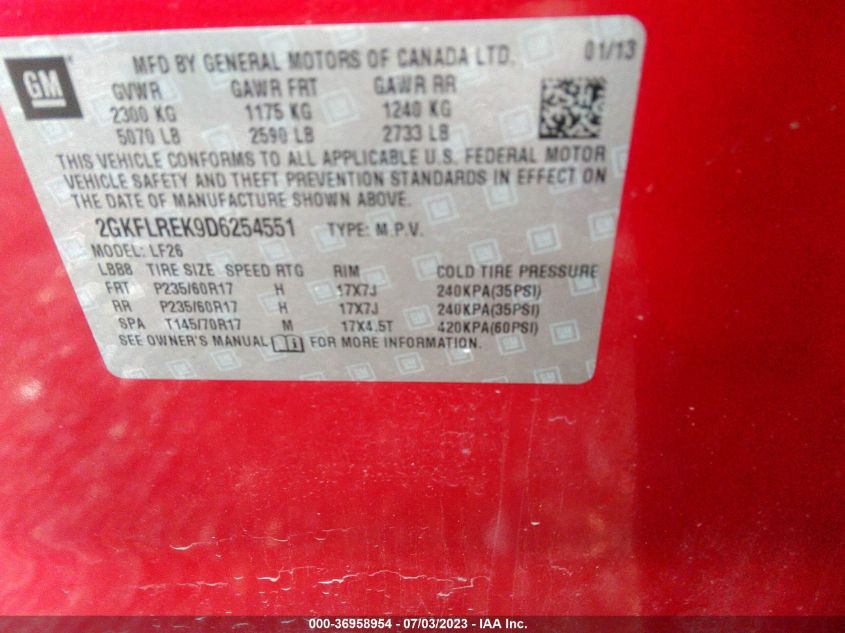 GM
MFD BY GENERAL MOTORS OF CANADA LTD. 01/13
GVWR GAWR FRT GAWR RR
2300 KG 1175 KG 1240 KG
5070 LB 2590 LB 2733 LB
THIS VEHICLE CONFORMS TO ALL APPLICABLE U.S. FEDERAL MOTOR
VEHICLE SAFETY AND THEFT PREVENTION STANDARDS IN EFFECT ON
THE DATE OF MANUFACTURE SHOWN ABOVE.
2GKFLREK9D6254551 TYPE: M.P.V.
MODEL: LF26
LBB8 TIRE SIZE SPEED RTG RIM COLD TIRE PRESSURE
FRT P235/60R17 H 17X7J 240KPA(35PSI)
RR P235/60R17 H 17X7J 240KPA(35PSI)
SPA T145/70R17 M 17X4.5T 420KPA(60PSI)
SEE OWNER'S MANUAL FOR MORE INFORMATION.
000-36958954 / 07/03/2023 - IAA Inc.